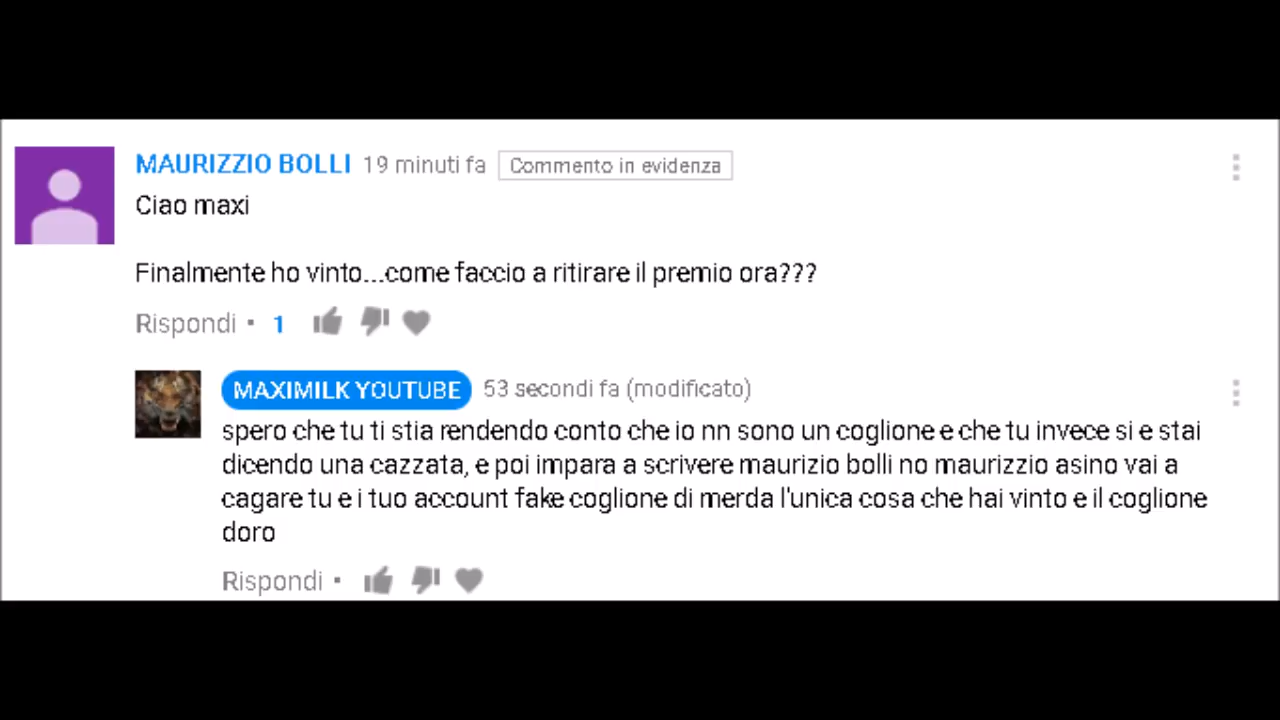 MAURIZZIO BOLLI 19 minuti fa Commento in evidenza
Ciao maxi
Finalmente ho vinto...come faccio a ritirare il premio ora???
Rispondi • 1
MAXIMILK YOUTUBE 53 secondi fa (modificato)
spero che tu ti stia rendendo conto che io nn sono un coglione e che tu invece si e stai
dicendo una cazzata, e poi impara a scrivere maurizio bolli no maurizzio asino vai a
cagare tu e i tuo account fake coglione di merda l'unica cosa che hai vinto e il coglione
doro
Rispondi •